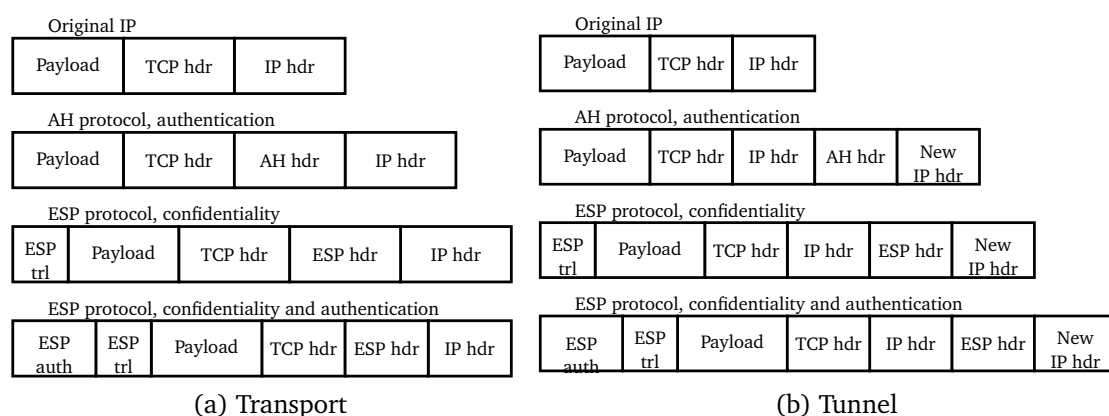 Original IP
Payload TCP hdr IP hdr
AH protocol, authentication
Payload TCP hdr AH hdr IP hdr
ESP protocol, confidentiality
ESP trl Payload TCP hdr ESP hdr IP hdr
ESP protocol, confidentiality and authentication
ESP auth ESP trl Payload TCP hdr ESP hdr IP hdr
(a) Transport
Original IP
Payload TCP hdr IP hdr
AH protocol, authentication
Payload TCP hdr IP hdr AH hdr New IP hdr
ESP protocol, confidentiality
ESP trl Payload TCP hdr IP hdr ESP hdr New IP hdr
ESP protocol, confidentiality and authentication
ESP auth ESP trl Payload TCP hdr IP hdr ESP hdr New IP hdr
(b) Tunnel